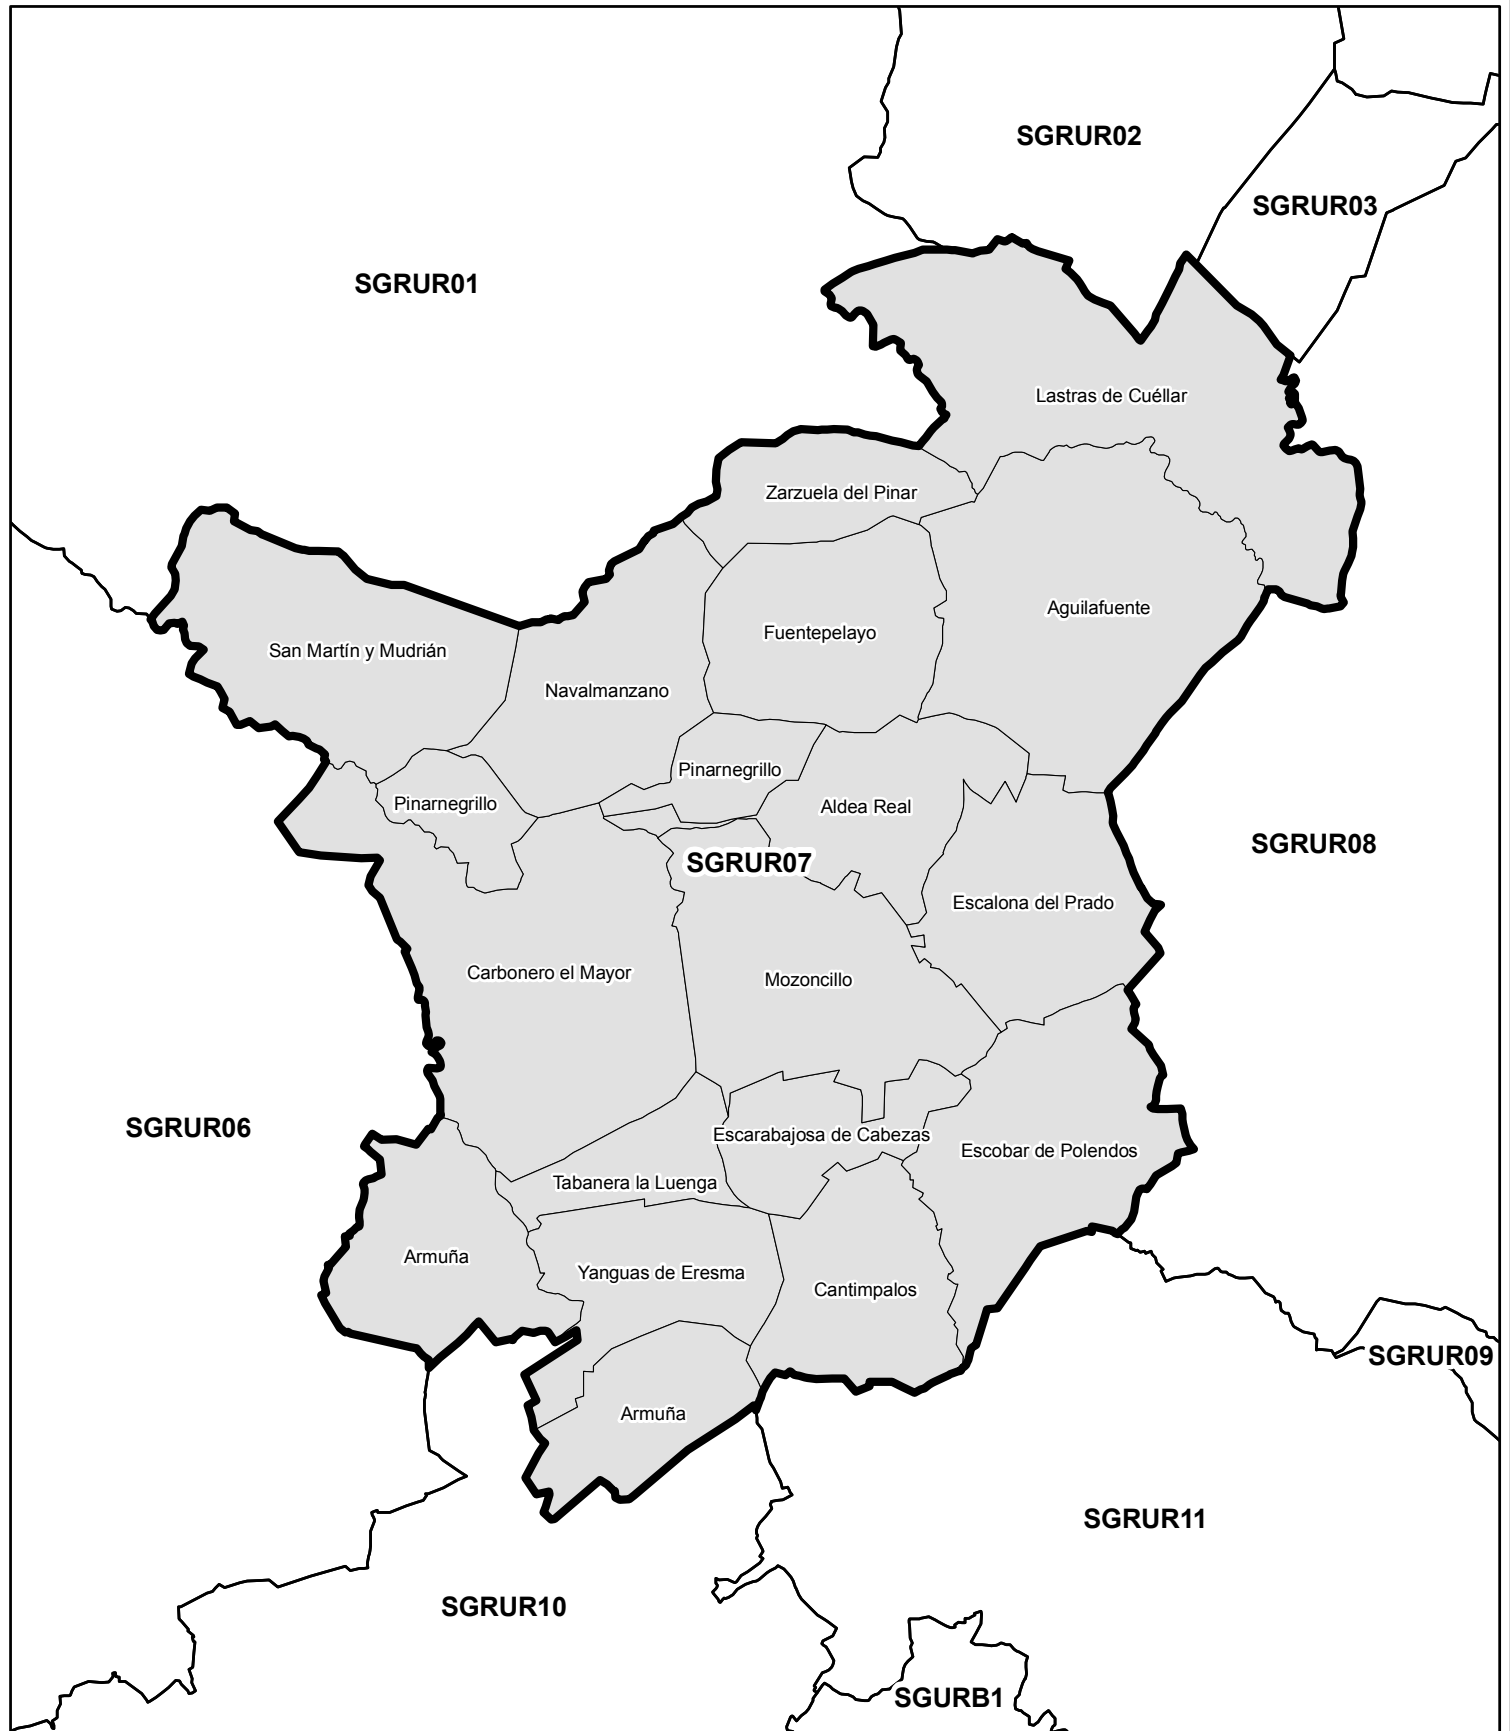 SGRUR02
SGRUR03
SGRUR01
Lastras de Cuéllar
Zarzuela del Pinar
Aguilafuente
Fuentepelayo
San Martín y Mudrián
Navalmanzano
Pinarnegrillo
Pinarnegrillo
Aldea Real
SGRUR08
SGRUR07
Escalona del Prado
Carbonero el Mayor
Mozoncillo
SGRUR06
Escarabajosa de Cabezas
Escobar de Polendos
Tabanera la Luenga
Armuña
Yanguas de Eresma
Cantimpalos
SGRUR09
Armuña
SGRUR11
SGRUR10
SGURB1